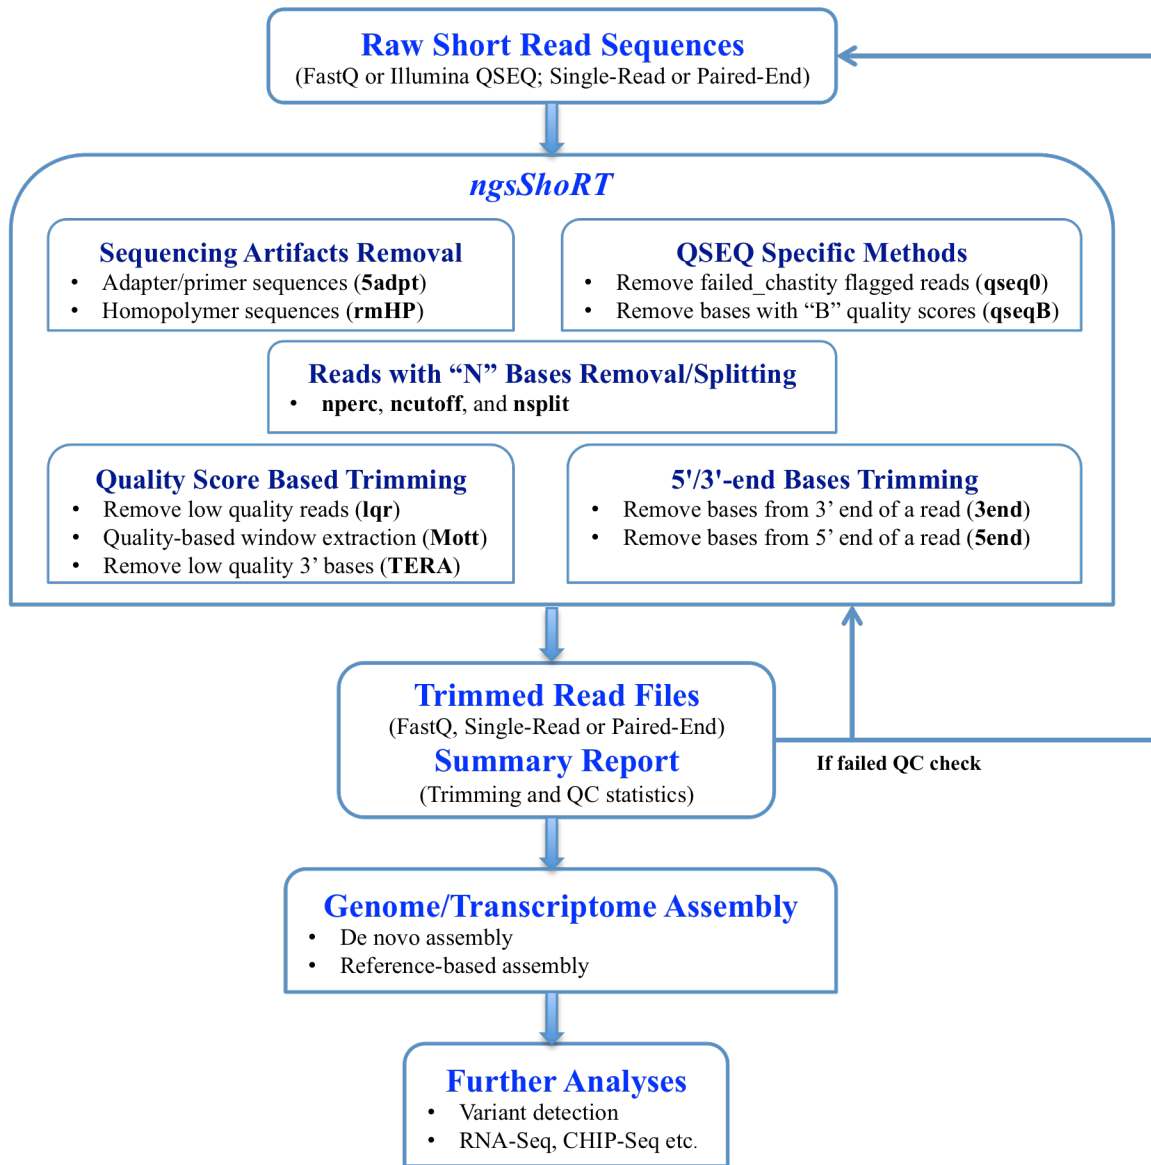 Raw Short Read Sequences
(FastQ or Illumina QSEQ; Single-Read or Paired-End)
ngsShoRT
Sequencing Artifacts Removal
• Adapter/primer sequences (5adpt)
• Homopolymer sequences (rmHP)
QSEQ Specific Methods
• Remove failed_chastity flagged reads (qseq0)
• Remove bases with “B” quality scores (qseqB)
Reads with “N” Bases Removal/Splitting
• nperc, ncutoff, and nsplit
Quality Score Based Trimming
• Remove low quality reads (lqr)
• Quality-based window extraction (Mott)
• Remove low quality 3’ bases (TERA)
5'/3'-end Bases Trimming
• Remove bases from 3’ end of a read (3end)
• Remove bases from 5’ end of a read (5end)
Trimmed Read Files
(FastQ, Single-Read or Paired-End)
Summary Report
(Trimming and QC statistics)
If failed QC check
Genome/Transcriptome Assembly
• De novo assembly
• Reference-based assembly
Further Analyses
• Variant detection
• RNA-Seq, CHIP-Seq etc.